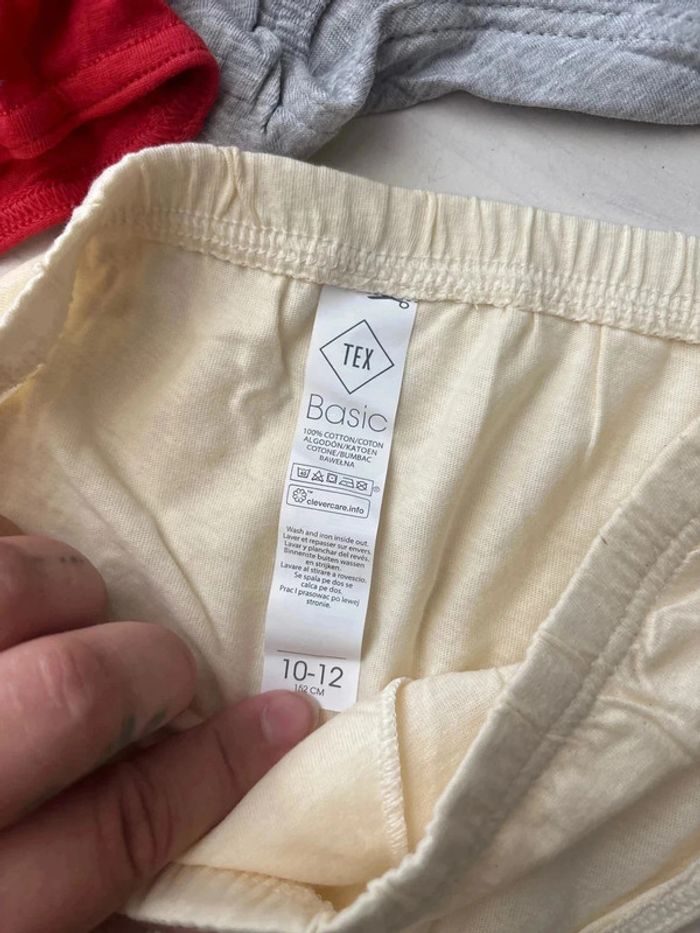 TEX
Basic
100% COTTON/COTON
ALGODÓN/KATOEN
COTONE/BUMBAC
BAWEŁNA
clevercare.info
Wash and iron inside out.
Laver et repasser sur envers.
Lavar y planchar del revés.
Binnenste buiten wassen
en strijken.
Lavare al stirare a rovescio.
Se spala pe dos se
calca pe dos.
Prac I prasowac po lewej
stronie.
10-12
152 CM